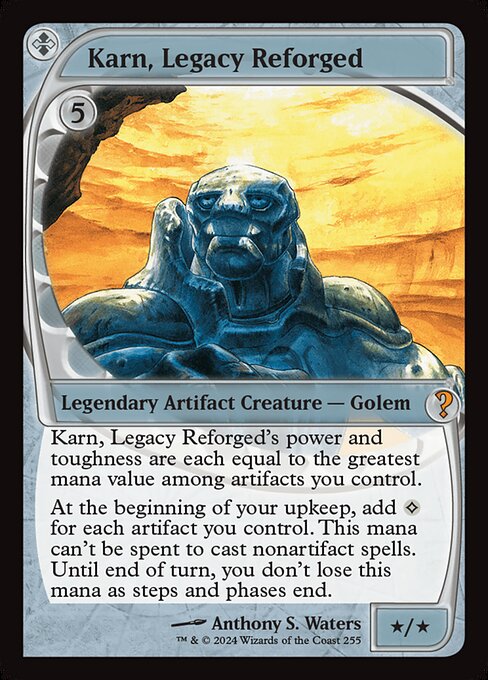 Karn, Legacy Reforged
5
Legendary Artifact Creature — Golem
?
Karn, Legacy Reforged's power and
toughness are each equal to the greatest
mana value among artifacts you control.
At the beginning of your upkeep, add
for each artifact you control. This mana
can't be spent to cast nonartifact spells.
Until end of turn, you don't lose this
mana as steps and phases end.
Anthony S. Waters
™ & © 2024 Wizards of the Coast 255
★/★